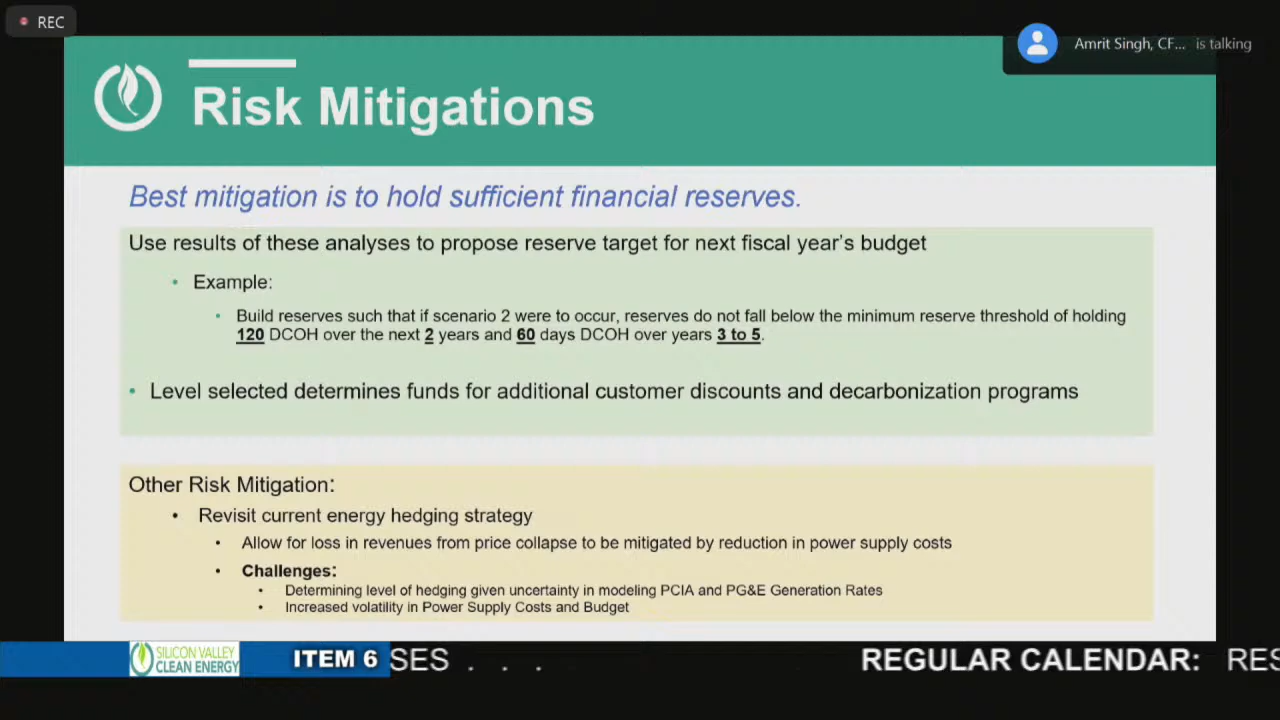 REC
Amrit Singh, CF... is talking
Risk Mitigations
Best mitigation is to hold sufficient financial reserves.
Use results of these analyses to propose reserve target for next fiscal year's budget
• Example:
• Build reserves such that if scenario 2 were to occur, reserves do not fall below the minimum reserve threshold of holding
120 DCOH over the next 2 years and 60 days DCOH over years 3 to 5.
• Level selected determines funds for additional customer discounts and decarbonization programs
Other Risk Mitigation:
• Revisit current energy hedging strategy
• Allow for loss in revenues from price collapse to be mitigated by reduction in power supply costs
• Challenges:
• Determining level of hedging given uncertainty in modeling PCIA and PG&E Generation Rates
• Increased volatility in Power Supply Costs and Budget
SILICON VALLEY
CLEAN ENERGY
ITEM 6
SES . . .
REGULAR CALENDAR: RES